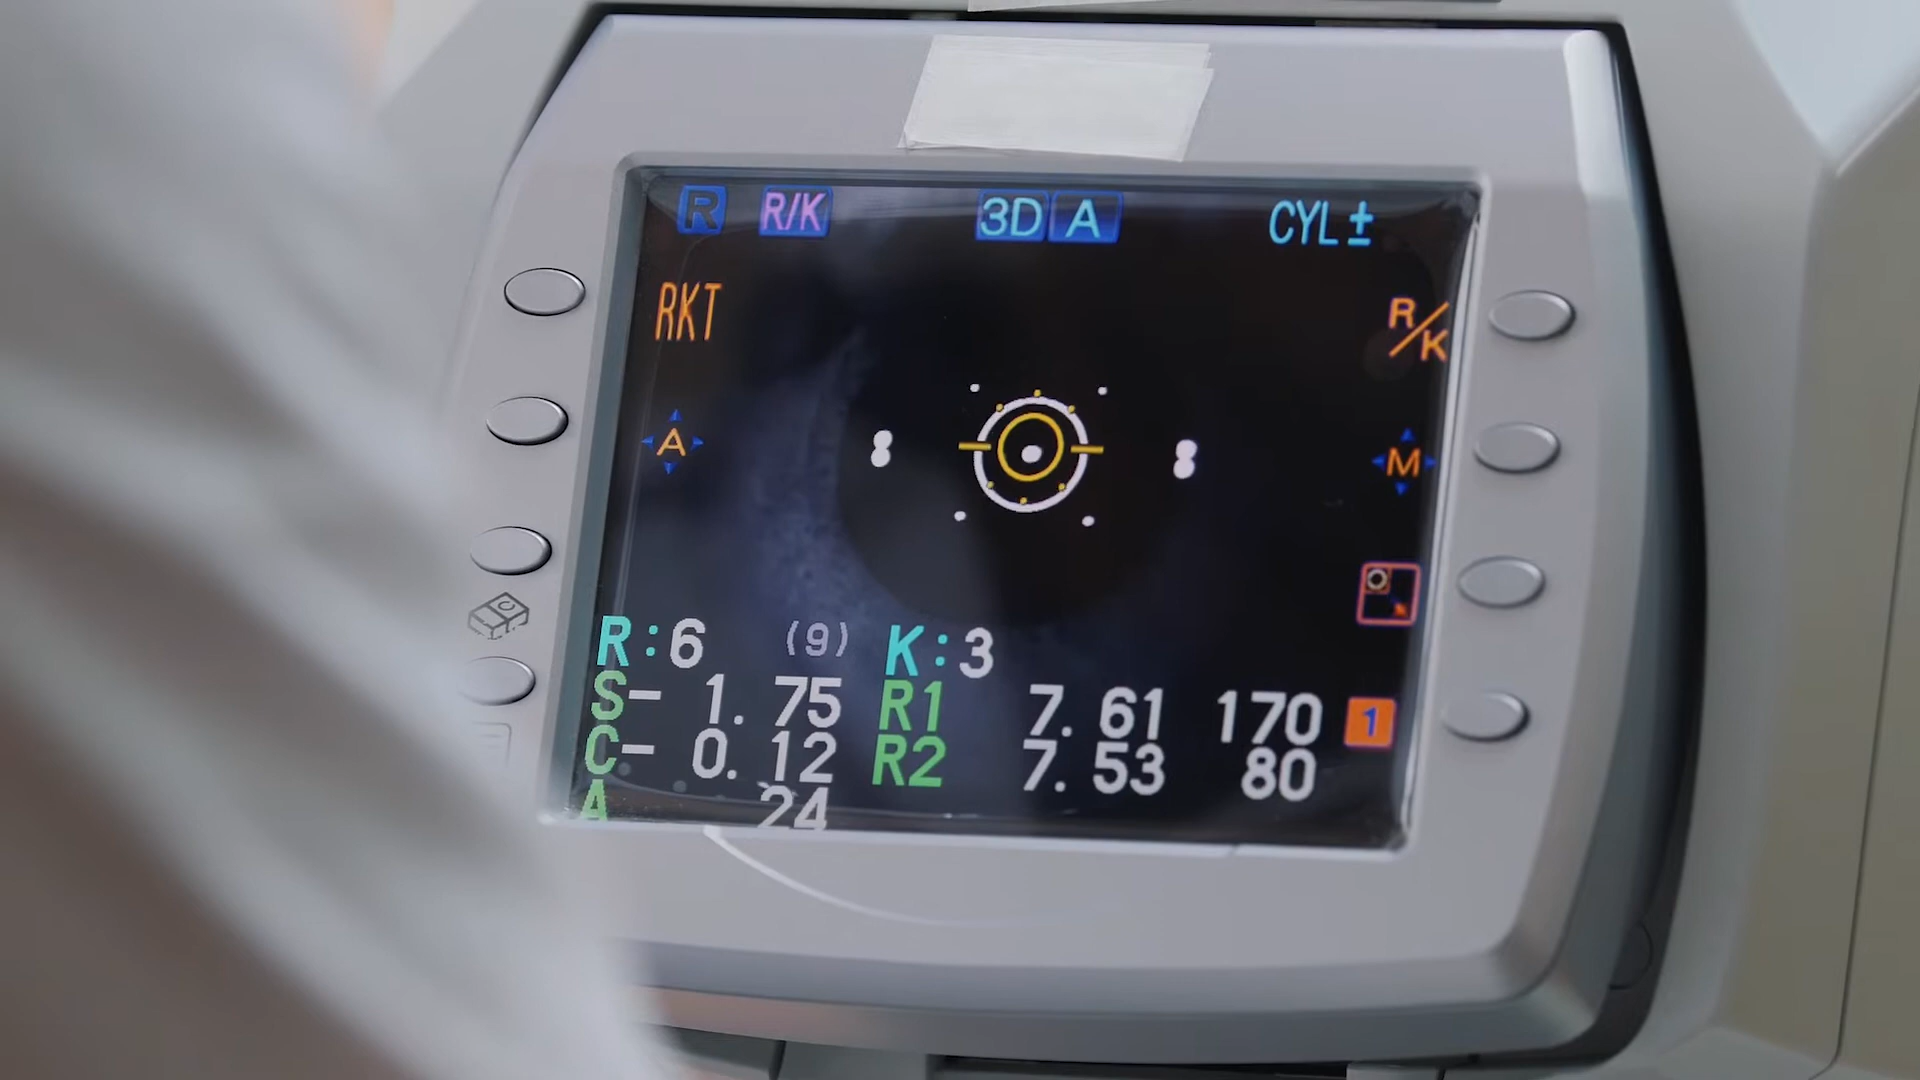 R R/K 3D A CYL ±
RKT R/K
A M
R:6 (9) K:3
S- 1.75 R1 7.61 170 1
C- 0.12 R2 7.53 80
A 24